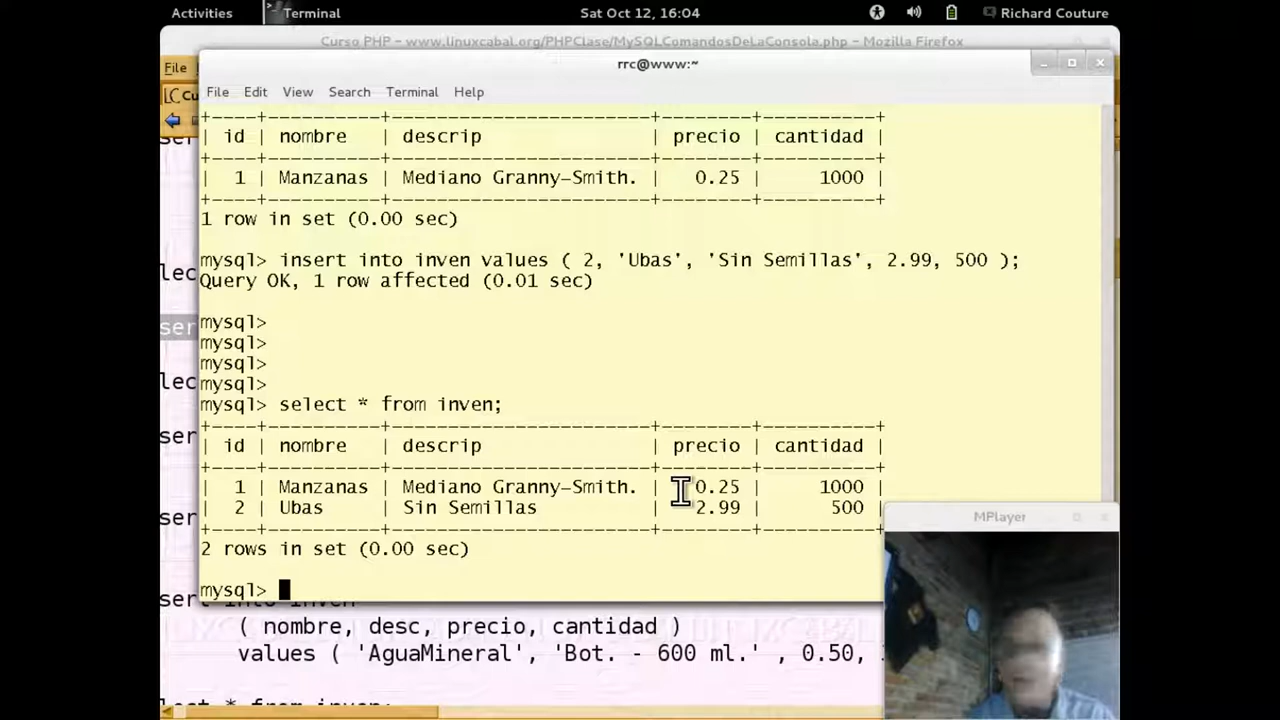 Activities Terminal Sat Oct 12, 16:04 Richard Couture
Curso PHP - www.linuxcabal.org/PHPClase/MySQLComandosDeLaConsola.php - Mozilla Firefox
File
rrc@www:~
File Edit View Search Terminal Help
+----+----------+-----------------------+--------+----------+
| id | nombre | descrip | precio | cantidad |
+----+----------+-----------------------+--------+----------+
| 1 | Manzanas | Mediano Granny-Smith. | 0.25 | 1000 |
+----+----------+-----------------------+--------+----------+
1 row in set (0.00 sec)
mysql> insert into inven values ( 2, 'Ubas', 'Sin Semillas', 2.99, 500 );
Query OK, 1 row affected (0.01 sec)
mysql>
mysql>
mysql>
mysql>
mysql> select * from inven;
+----+----------+-----------------------+--------+----------+
| id | nombre | descrip | precio | cantidad |
+----+----------+-----------------------+--------+----------+
| 1 | Manzanas | Mediano Granny-Smith. | 0.25 | 1000 |
| 2 | Ubas | Sin Semillas | 2.99 | 500 |
+----+----------+-----------------------+--------+----------+
2 rows in set (0.00 sec)
mysql>
MPlayer
( nombre, desc, precio, cantidad )
values ( 'AguaMineral', 'Bot. - 600 ml.' , 0.50,